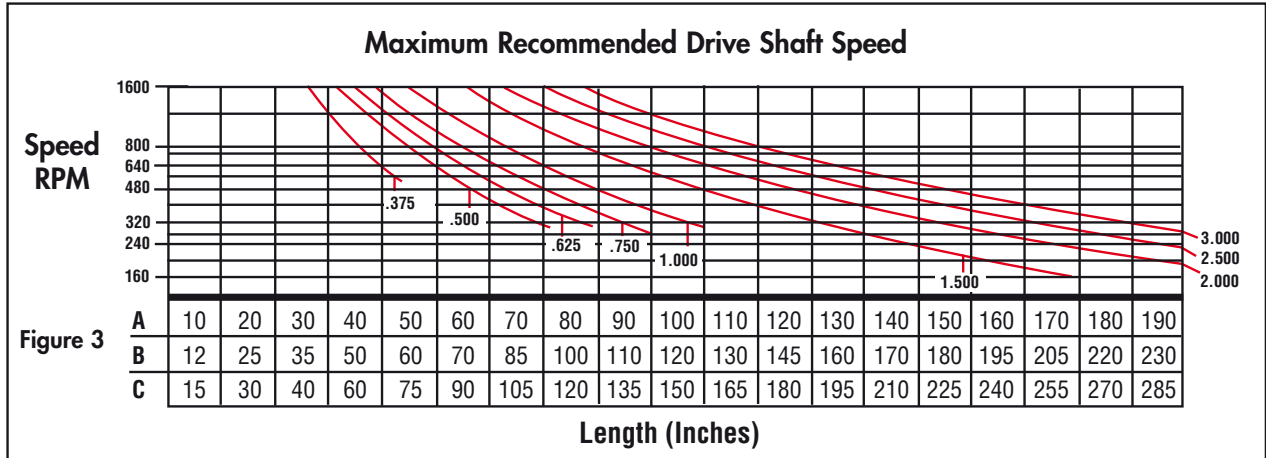 Maximum Recommended Drive Shaft Speed
Speed
RPM
1600
800
640
480
320
240
160
.375
.500
.625
.750
1.000
1.500
3.000
2.500
2.000
Figure 3
A 10 20 30 40 50 60 70 80 90 100 110 120 130 140 150 160 170 180 190
B 12 25 35 50 60 70 85 100 110 120 130 145 160 170 180 195 205 220 230
C 15 30 40 60 75 90 105 120 135 150 165 180 195 210 225 240 255 270 285
Length (Inches)